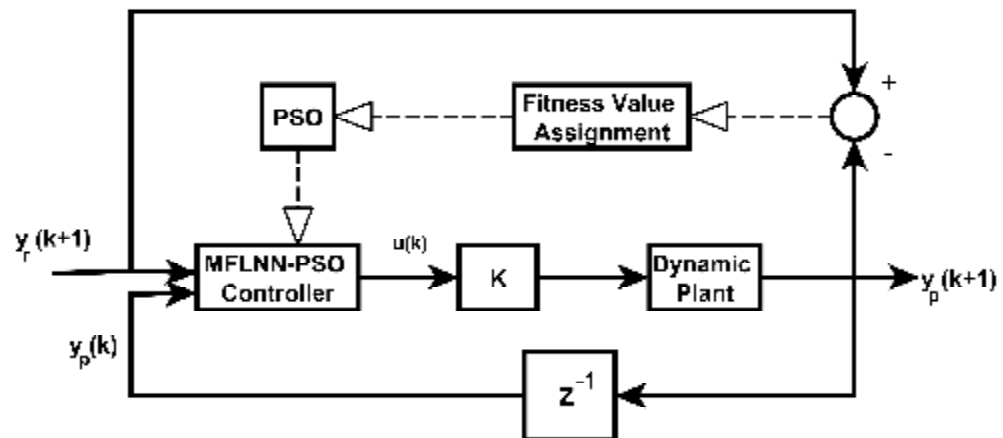 +
PSO
Fitness Value
Assignment
-
y_r(k+1)
MFLNN-PSO
Controller
u(k)
K
Dynamic
Plant
y_p(k+1)
y_p(k)
z⁻¹